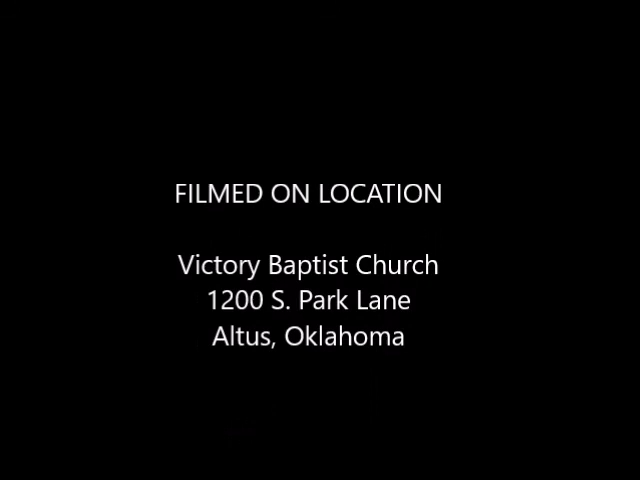 FILMED ON LOCATION
Victory Baptist Church
1200 S. Park Lane
Altus, Oklahoma